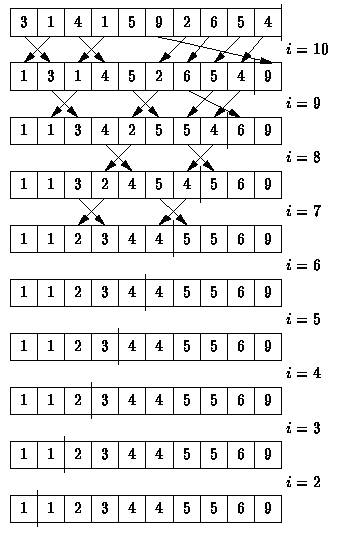 3 1 4 1 5 9 2 6 5 4
i = 10
1 3 1 4 5 2 6 5 4 9
i = 9
1 1 3 4 2 5 5 4 6 9
i = 8
1 1 3 2 4 5 4 5 6 9
i = 7
1 1 2 3 4 4 5 5 6 9
i = 6
1 1 2 3 4 4 5 5 6 9
i = 5
1 1 2 3 4 4 5 5 6 9
i = 4
1 1 2 3 4 4 5 5 6 9
i = 3
1 1 2 3 4 4 5 5 6 9
i = 2
1 1 2 3 4 4 5 5 6 9